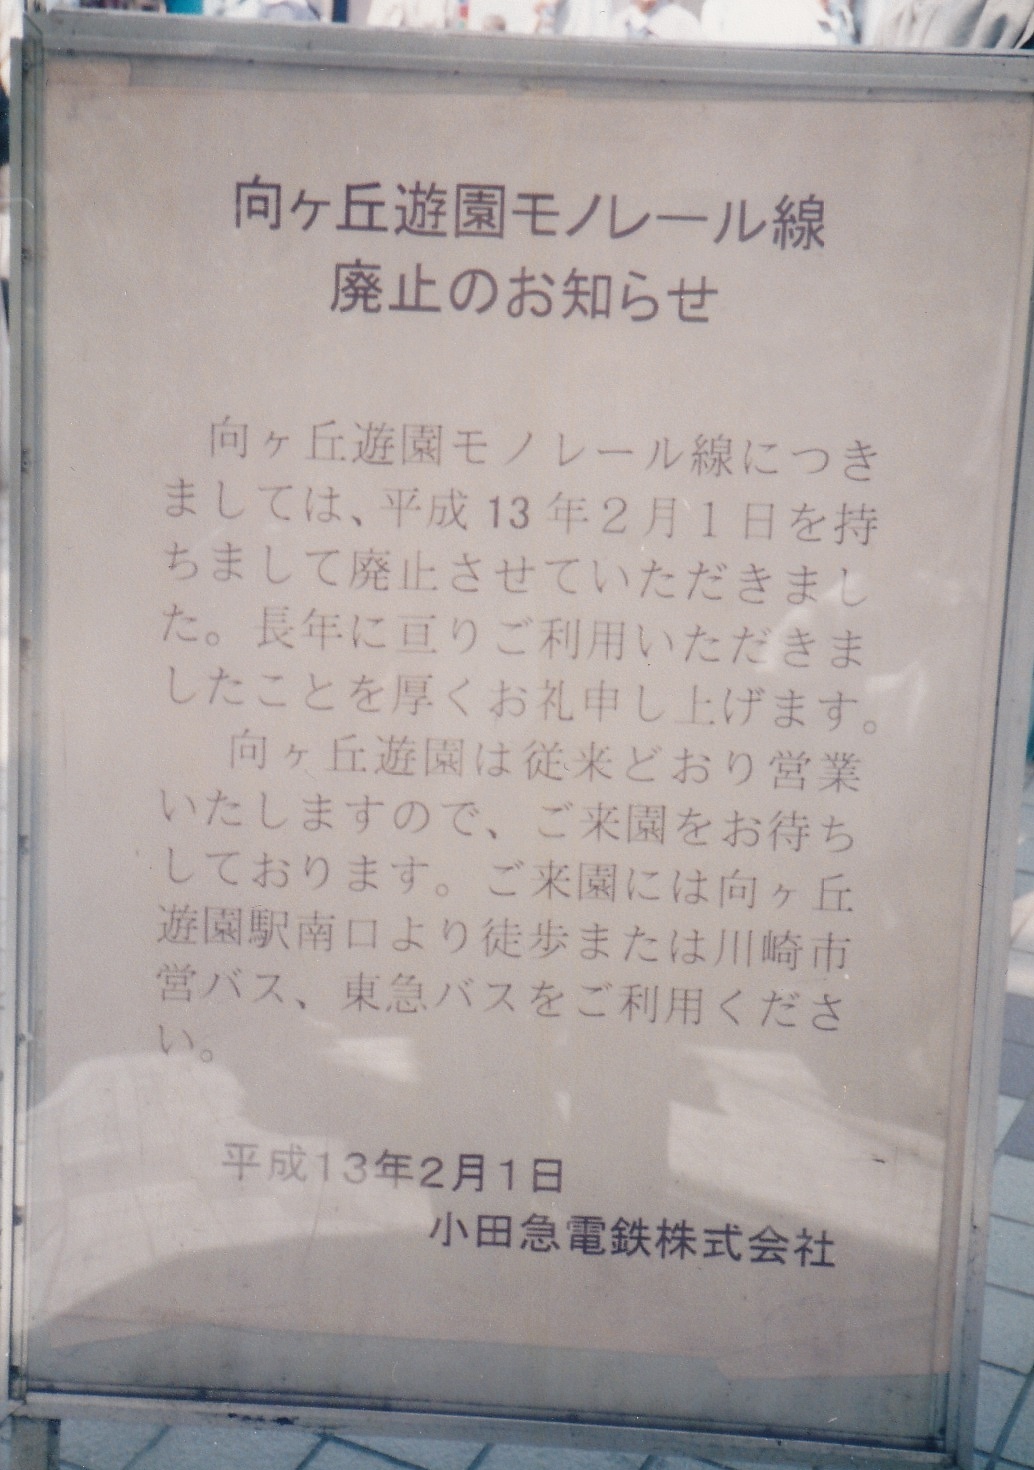 向ヶ丘遊園モノレール線
廃止のお知らせ
向ヶ丘遊園モノレール線につき
ましては、平成13年2月1日を持
ちまして廃止させていただきまし
た。長年に亘りご利用いただきま
したことを厚くお礼申し上げます。
向ヶ丘遊園は従来どおり営業
いたしますので、ご来園をお待ち
しております。ご来園には向ヶ丘
遊園駅南口より徒歩または川崎市
営バス、東急バスをご利用くださ
い。
平成13年2月1日
小田急電鉄株式会社